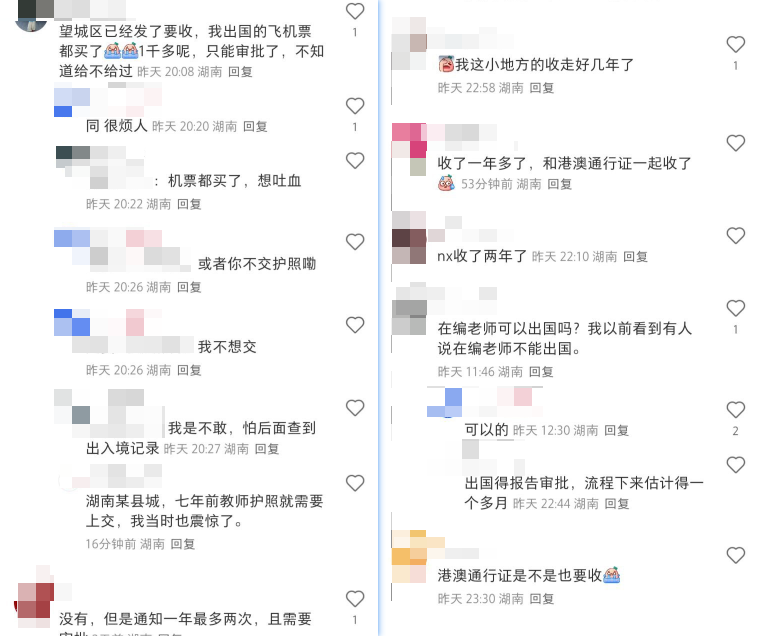 望城区已经发了要收，我出国的飞机票
都买了1千多呢，只能审批了，不知
道给不给过 昨天 20:08 湖南 回复
1
同 很烦人 昨天 20:20 湖南 回复
1
：机票都买了，想吐血
昨天 20:22 湖南 回复
或者你不交护照嘞
昨天 20:26 湖南 回复
我不想交
昨天 20:26 湖南 回复
我是不敢，怕后面查到
出入境记录 昨天 20:27 湖南 回复
湖南某县城，七年前教师护照就需要
上交，我当时也震惊了。
16分钟前 湖南 回复
没有，但是通知一年最多两次，且需要
1
我这小地方的收走好几年了
1
昨天 22:58 湖南 回复
收了一年多了，和港澳通行证一起收了
53分钟前 湖南 回复
nx收了两年了 昨天 22:10 湖南 回复
在编老师可以出国吗？我以前看到有人
1
说在编老师不能出国。
昨天 11:46 湖南 回复
可以的 昨天 12:30 湖南 回复
2
出国得报告审批，流程下来估计得一
个多月 昨天 22:44 湖南 回复
港澳通行证是不是也要收
昨天 23:30 湖南 回复